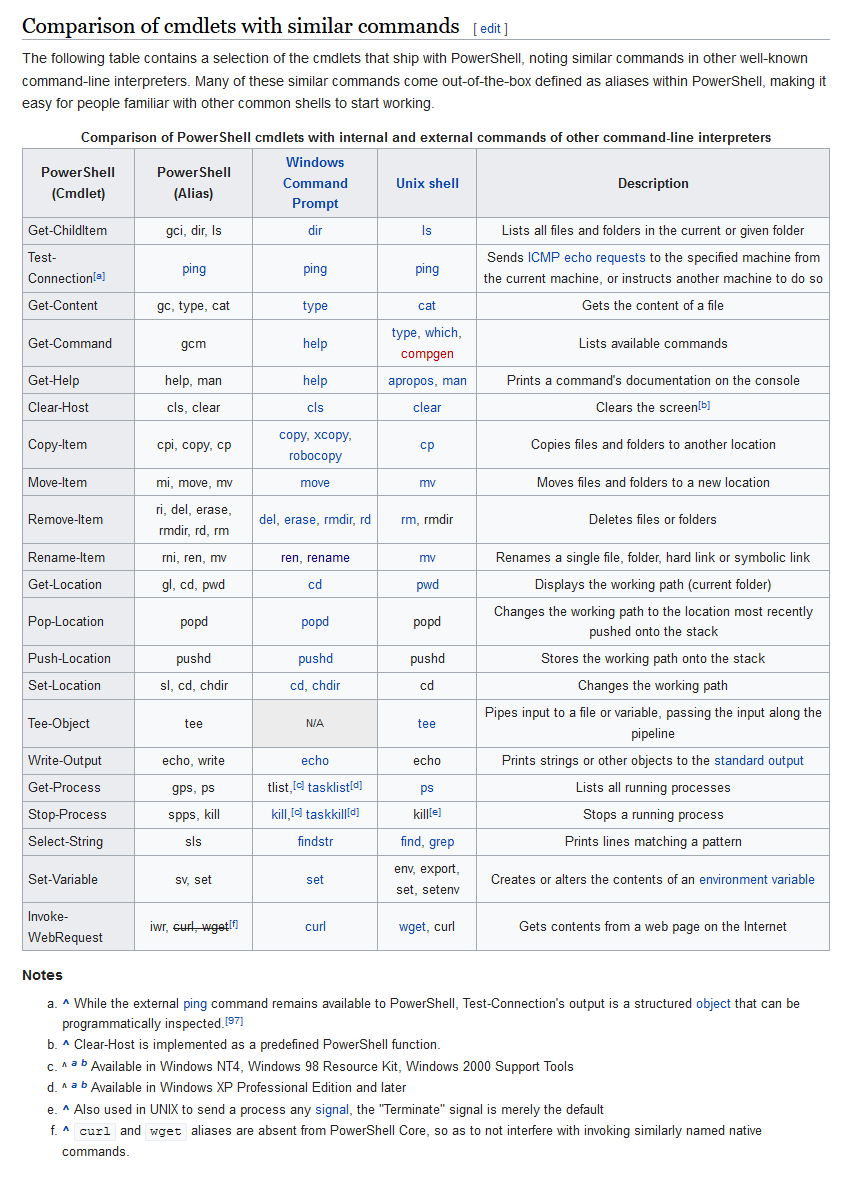 Comparison of cmdlets with similar commands [ edit ]
The following table contains a selection of the cmdlets that ship with PowerShell, noting similar commands in other well-known
command-line interpreters. Many of these similar commands come out-of-the-box defined as aliases within PowerShell, making it
easy for people familiar with other common shells to start working.
Comparison of PowerShell cmdlets with internal and external commands of other command-line interpreters
PowerShell
(Cmdlet)
PowerShell
(Alias)
Windows
Command
Prompt
Unix shell
Description
Get-ChildItem
gci, dir, ls
dir
ls
Lists all files and folders in the current or given folder
Test-
Connection[a]
ping
ping
ping
Sends ICMP echo requests to the specified machine from
the current machine, or instructs another machine to do so
Get-Content
gc, type, cat
type
cat
Gets the content of a file
Get-Command
gcm
help
type, which,
compgen
Lists available commands
Get-Help
help, man
help
apropos, man
Prints a command's documentation on the console
Clear-Host
cls, clear
cls
clear
Clears the screen[b]
Copy-Item
cpi, copy, cp
copy, xcopy,
robocopy
cp
Copies files and folders to another location
Move-Item
mi, move, mv
move
mv
Moves files and folders to a new location
Remove-Item
ri, del, erase,
rmdir, rd, rm
del, erase, rmdir, rd
rm, rmdir
Deletes files or folders
Rename-Item
rni, ren, mv
ren, rename
mv
Renames a single file, folder, hard link or symbolic link
Get-Location
gl, cd, pwd
cd
pwd
Displays the working path (current folder)
Pop-Location
popd
popd
popd
Changes the working path to the location most recently
pushed onto the stack
Push-Location
pushd
pushd
pushd
Stores the working path onto the stack
Set-Location
sl, cd, chdir
cd, chdir
cd
Changes the working path
Tee-Object
tee
N/A
tee
Pipes input to a file or variable, passing the input along the
pipeline
Write-Output
echo, write
echo
echo
Prints strings or other objects to the standard output
Get-Process
gps, ps
tlist,[c] tasklist[d]
ps
Lists all running processes
Stop-Process
spps, kill
kill,[c] taskkill[d]
kill[e]
Stops a running process
Select-String
sls
findstr
find, grep
Prints lines matching a pattern
Set-Variable
sv, set
set
env, export,
set, setenv
Creates or alters the contents of an environment variable
Invoke-
WebRequest
iwr, curl, wget[f]
curl
wget, curl
Gets contents from a web page on the Internet
Notes
a. ^ While the external ping command remains available to PowerShell, Test-Connection's output is a structured object that can be
programmatically inspected.[97]
b. ^ Clear-Host is implemented as a predefined PowerShell function.
c. ^ a b Available in Windows NT4, Windows 98 Resource Kit, Windows 2000 Support Tools
d. ^ a b Available in Windows XP Professional Edition and later
e. ^ Also used in UNIX to send a process any signal, the "Terminate" signal is merely the default
f. ^ curl and wget aliases are absent from PowerShell Core, so as to not interfere with invoking similarly named native
commands.